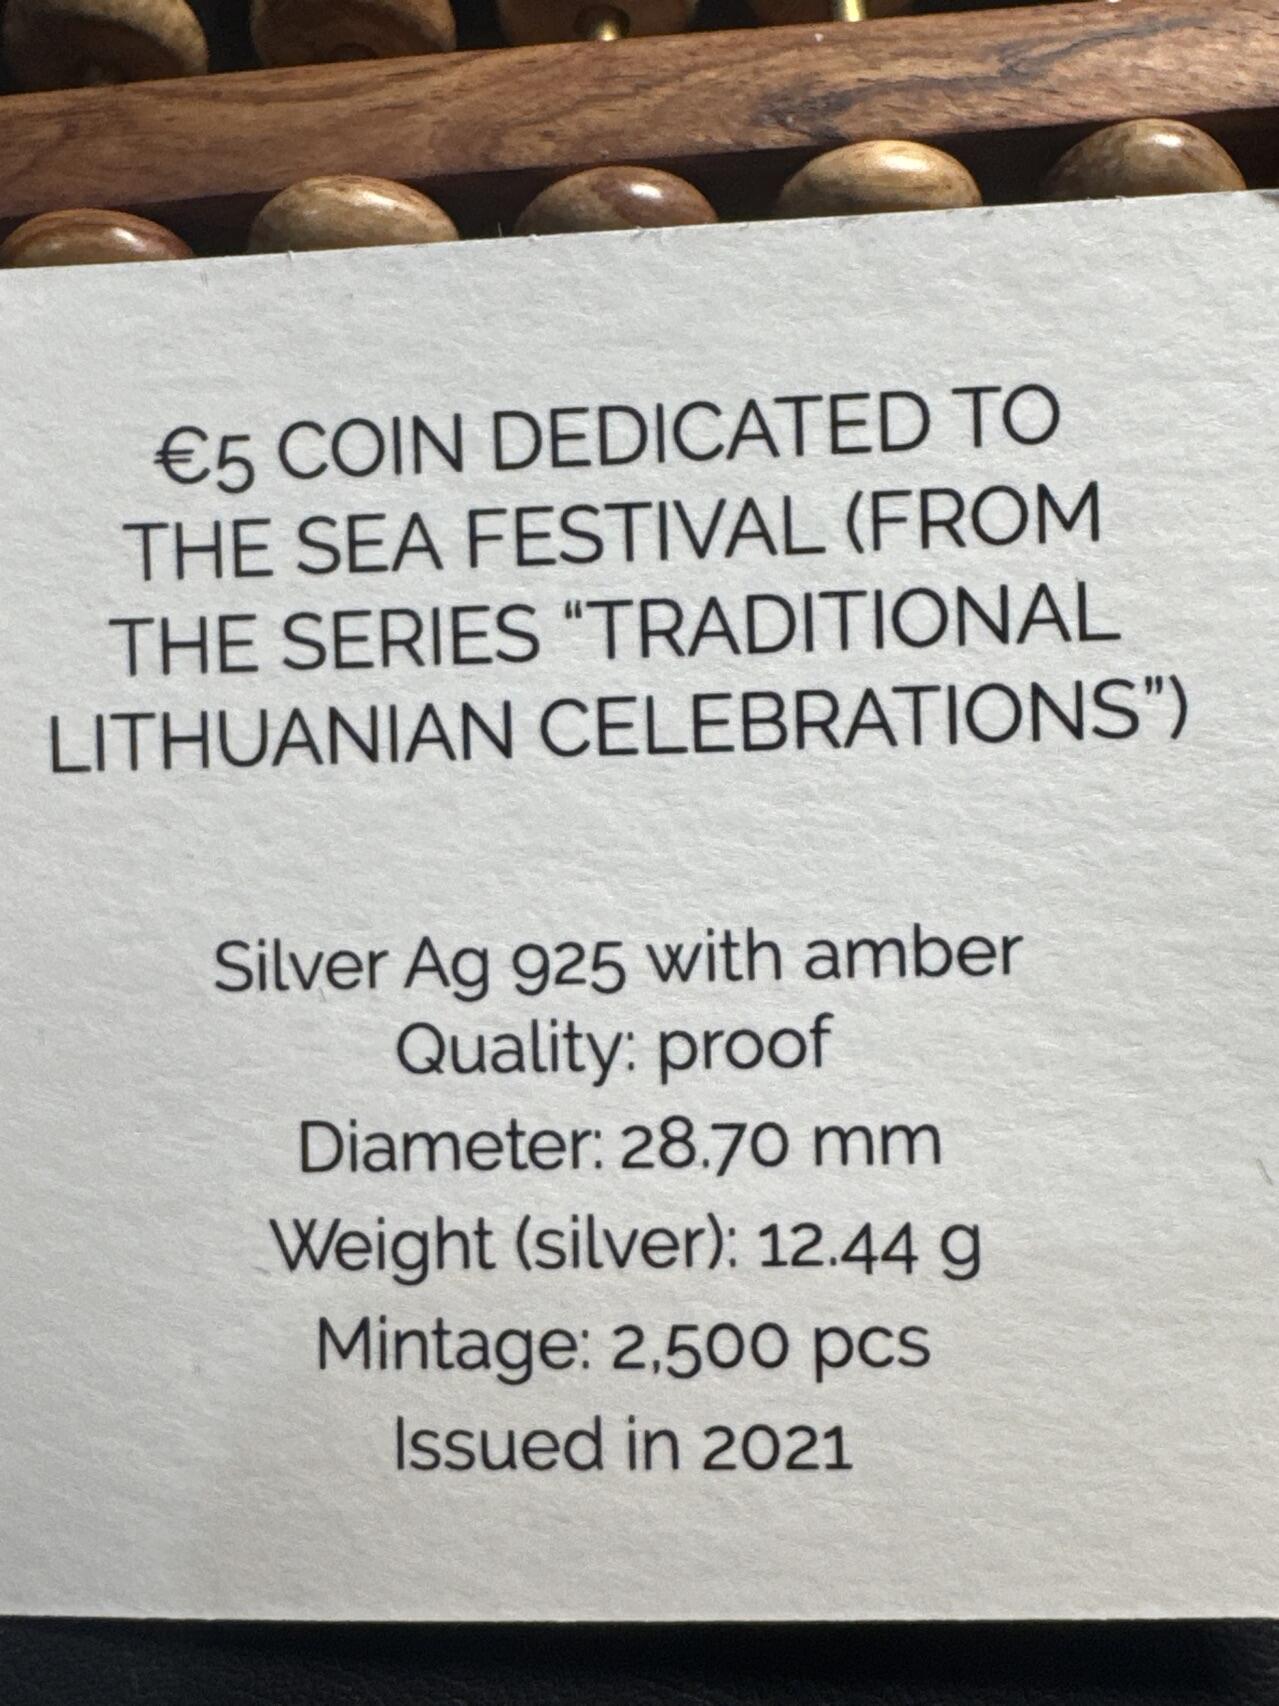 €5 COIN DEDICATED TO
THE SEA FESTIVAL (FROM
THE SERIES “TRADITIONAL
LITHUANIAN CELEBRATIONS”)
Silver Ag 925 with amber
Quality: proof
Diameter: 28.70 mm
Weight (silver): 12.44 g
Mintage: 2,500 pcs
Issued in 2021